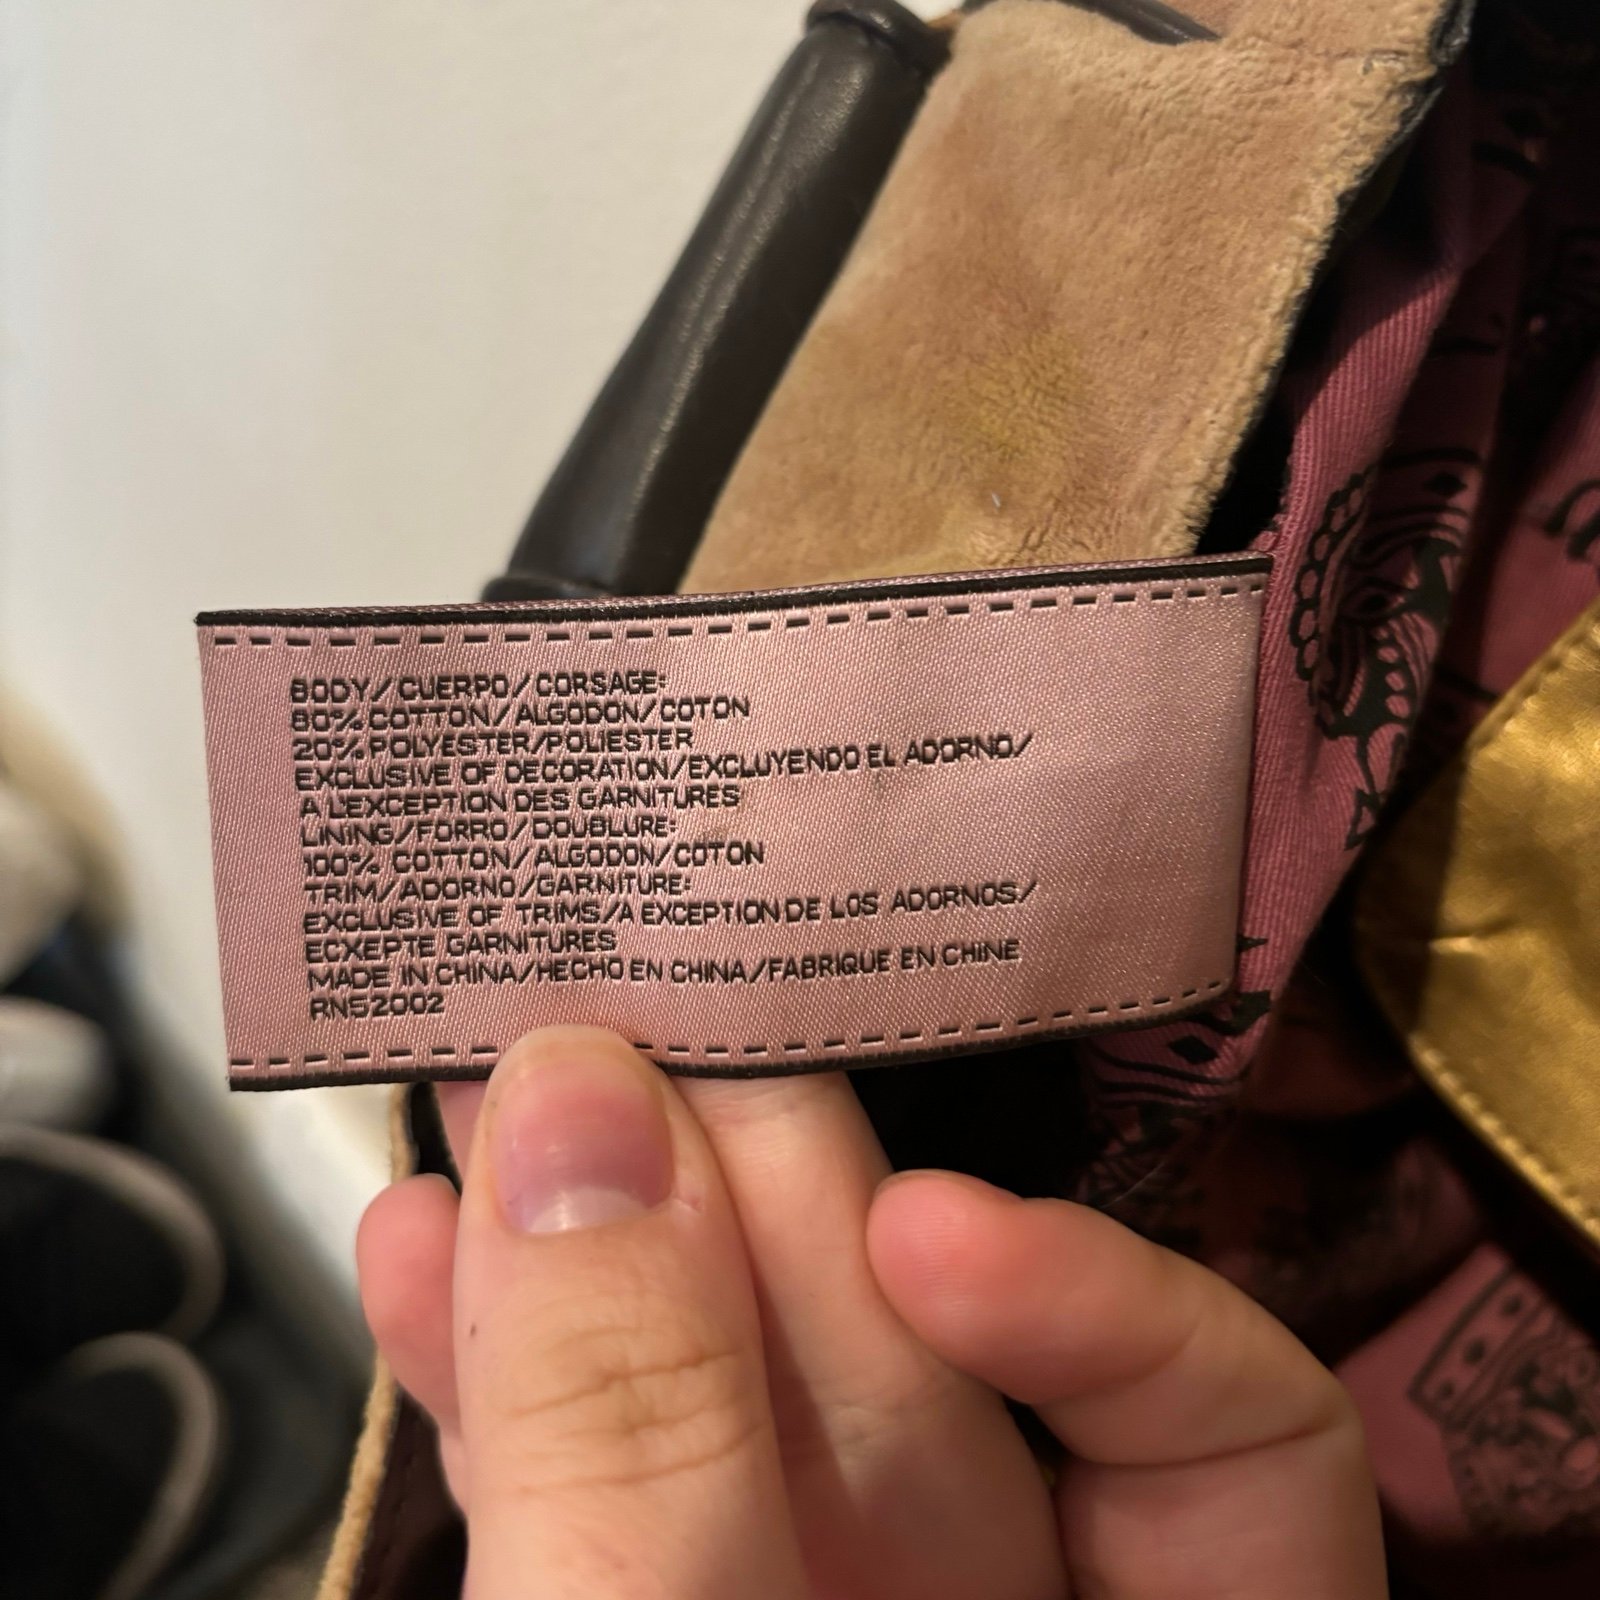 BODY/CUERPO/CORSAGE:
80% COTTON/ALGODON/COTON
20% POLYESTER/POLIESTER
EXCLUSIVE OF DECORATION/EXCLUYENDO EL ADORNO/
A L'EXCEPTION DES GARNITURES
LINING/FORRO/DOUBLURE:
100% COTTON/ALGODON/COTON
TRIM/ADORNO/GARNITURE:
EXCLUSIVE OF TRIMS/A EXCEPTION DE LOS ADORNOS/
ECXEPTE GARNITURES
MADE IN CHINA/HECHO EN CHINA/FABRIQUE EN CHINE
RN52002